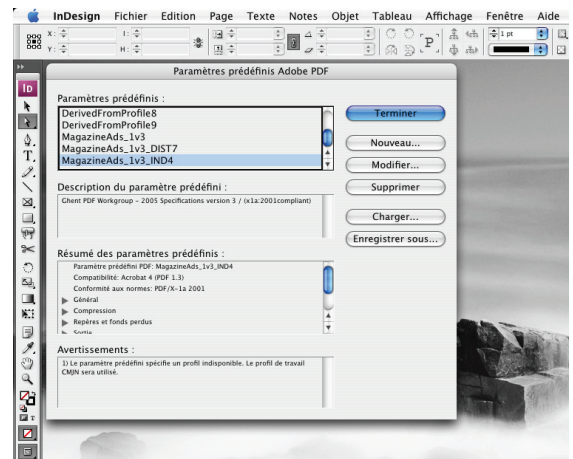 InDesign Fichier Edition Page Texte Notes Objet Tableau Affichage Fenêtre Aide
X: I: 1 pt
Y: H:
P
Paramètres prédéfinis Adobe PDF
ID
Paramètres prédéfinis :
DerivedFromProfile8
DerivedFromProfile9
MagazineAds_1v3
MagazineAds_1v3_DIST7
MagazineAds_1v3_IND4
Terminer
Nouveau...
Modifier...
Supprimer
Charger...
Enregistrer sous...
Description du paramètre prédéfini :
Ghent PDF Workgroup - 2005 Specifications version 3 / (x1a:2001compliant)
Résumé des paramètres prédéfinis :
Paramètre prédéfini PDF: MagazineAds_1v3_IND4
Compatibilité: Acrobat 4 (PDF 1.3)
Conformité aux normes: PDF/X-1a 2001
Général
Compression
Repères et fonds perdus
Sortie
Avertissements :
1) Le paramètre prédéfini spécifie un profil indisponible. Le profil de travail
CMJN sera utilisé.
T